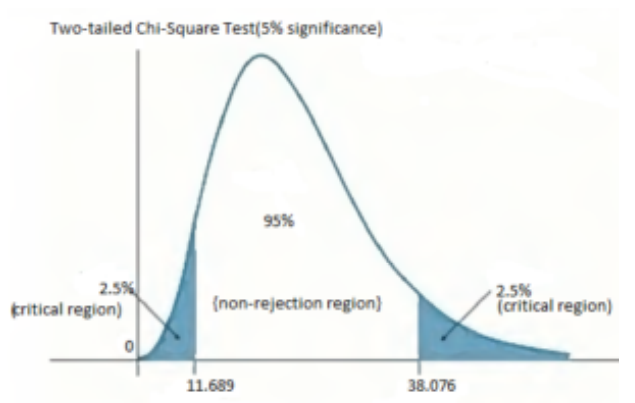 Two-tailed Chi-Square Test(5% significance)
95%
2.5%
(critical region)
{non-rejection region}
2.5%
(critical region)
0
11.689
38.076